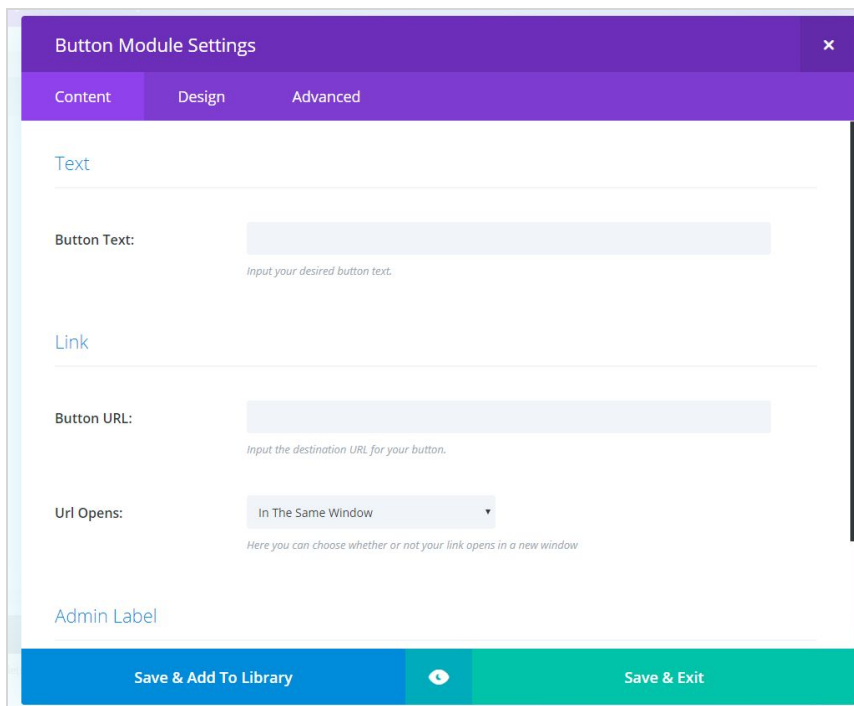 Button Module Settings
Content Design Advanced
Text
Button Text:
Input your desired button text.
Link
Button URL:
Input the destination URL for your button.
Url Opens: In The Same Window
Here you can choose whether or not your link opens in a new window
Admin Label
Save & Add To Library Save & Exit